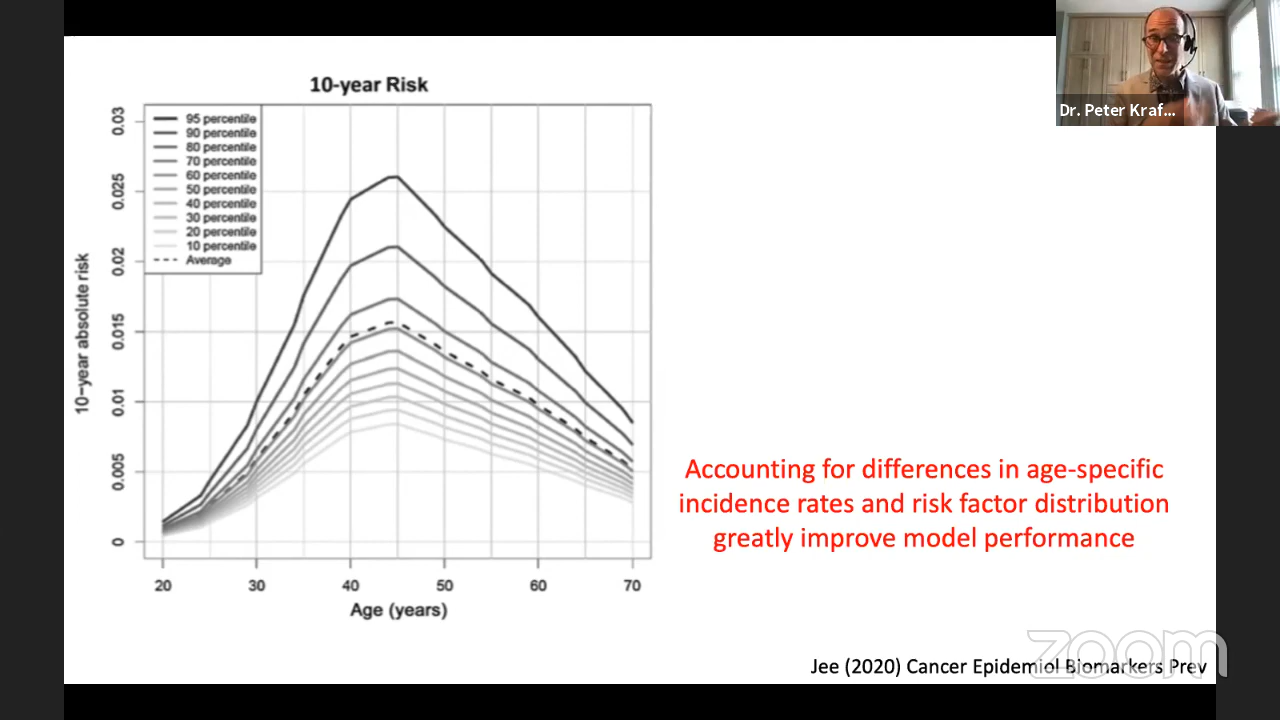 10-year Risk
95 percentile
90 percentile
80 percentile
70 percentile
60 percentile
50 percentile
40 percentile
30 percentile
20 percentile
10 percentile
Average
10-year absolute risk
0.03
0.025
0.02
0.015
0.01
0.005
0
20 30 40 50 60 70
Age (years)
Dr. Peter Kraf...
Accounting for differences in age-specific
incidence rates and risk factor distribution
greatly improve model performance
Jee (2020) Cancer Epidemiol Biomarkers Prev
zoom